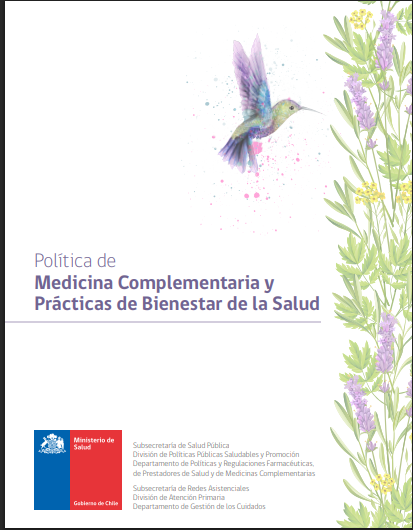 Política de
Medicina Complementaria y
Prácticas de Bienestar de la Salud
Ministerio de
Salud
Gobierno de Chile
Subsecretaría de Salud Pública
División de Políticas Públicas Saludables y Promoción
Departamento de Políticas y Regulaciones Farmacéuticas,
de Prestadores de Salud y de Medicinas Complementarias
Subsecretaría de Redes Asistenciales
División de Atención Primaria
Departamento de Gestión de los Cuidados